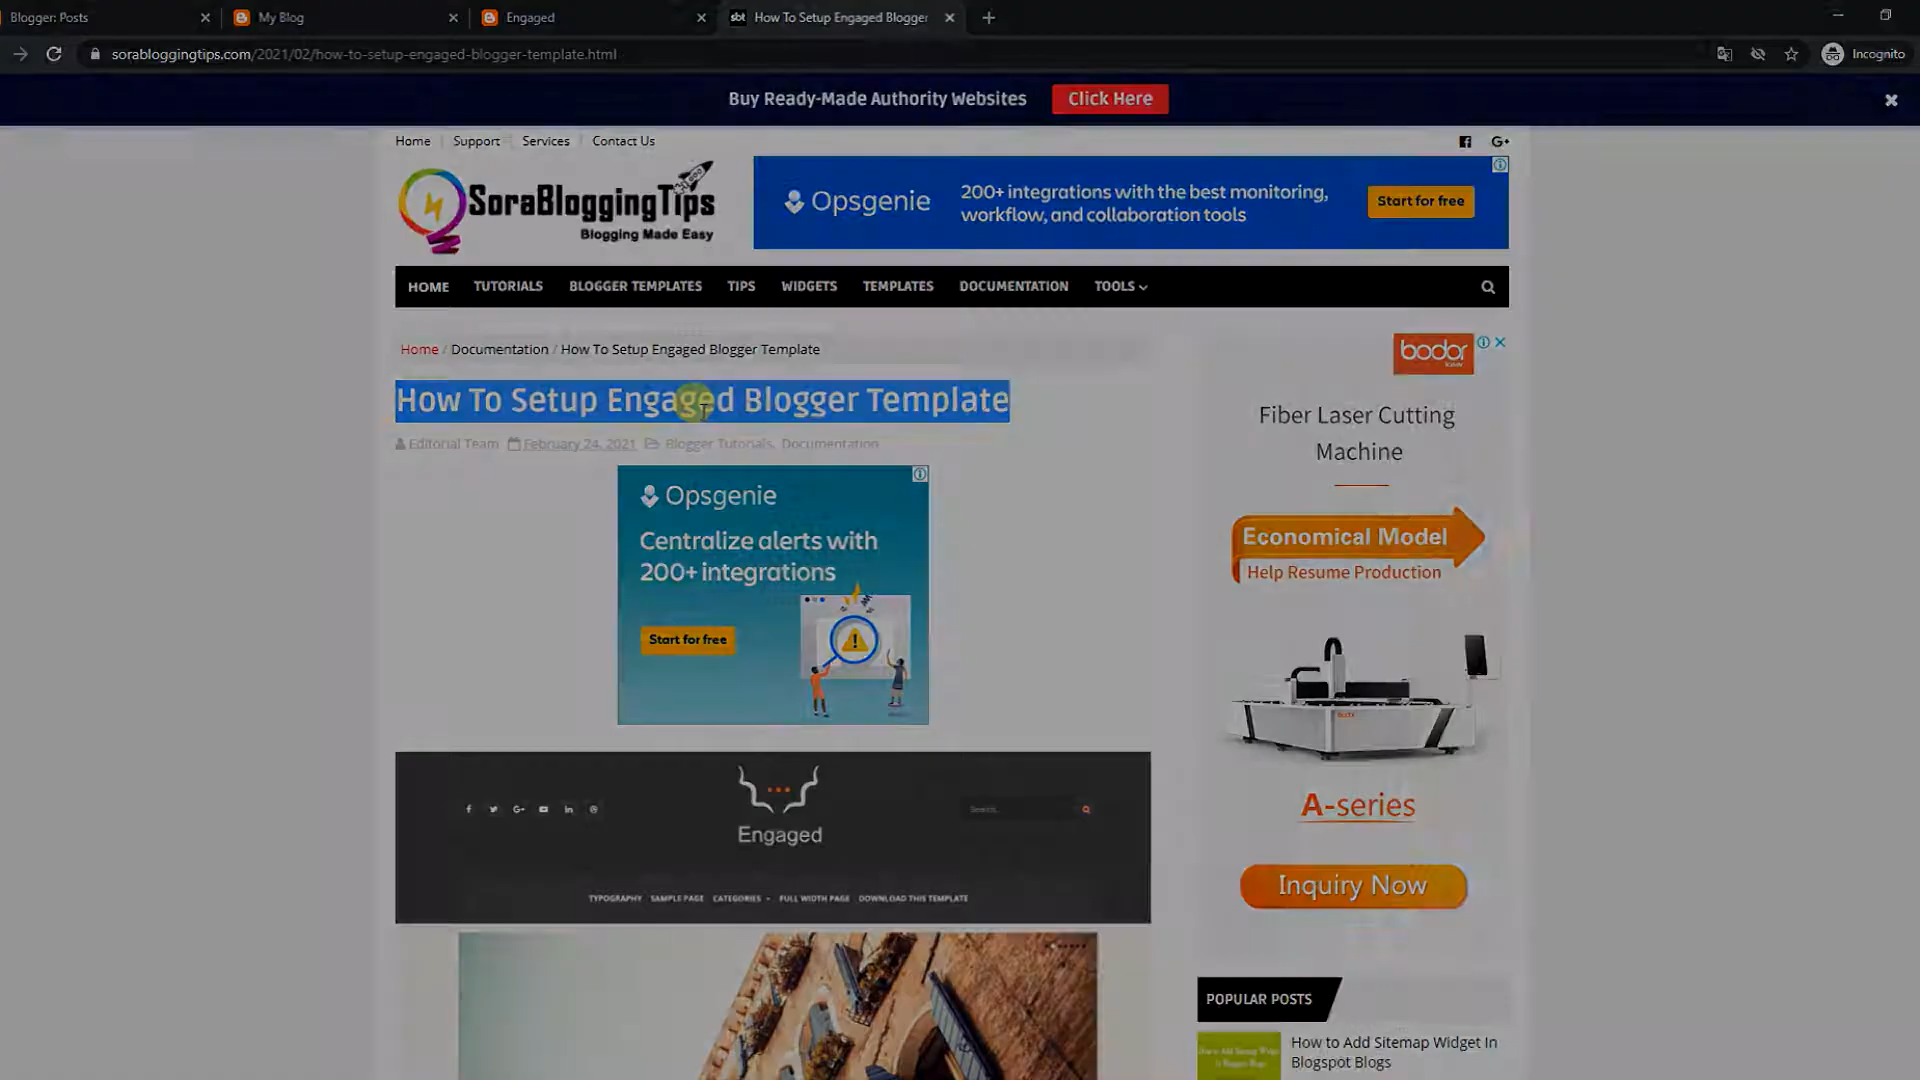 Blogger: Posts
My Blog
Engaged
sbt How To Setup Engaged Blogger
sorabloggingtips.com/2021/02/how-to-setup-engaged-blogger-template.html
Incognito
Buy Ready-Made Authority Websites
Click Here
Home
Support
Services
Contact Us
G+
SoraBloggingTips
Blogging Made Easy
Opsgenie
200+ integrations with the best monitoring,
workflow, and collaboration tools
Start for free
HOME
TUTORIALS
BLOGGER TEMPLATES
TIPS
WIDGETS
TEMPLATES
DOCUMENTATION
TOOLS
Home / Documentation / How To Setup Engaged Blogger Template
How To Setup Engaged Blogger Template
Editorial Team February 24, 2021 Blogger Tutorials, Documentation
Opsgenie
Centralize alerts with
200+ integrations
Start for free
G+
Engaged
Search...
TYPOGRAPHY SAMPLE PAGE CATEGORIES FULL WIDTH PAGE DOWNLOAD THIS TEMPLATE
bodor
Fiber Laser Cutting
Machine
Economical Model
Help Resume Production
A-series
Inquiry Now
POPULAR POSTS
How to Add Sitemap Widget In
Blogspot Blogs